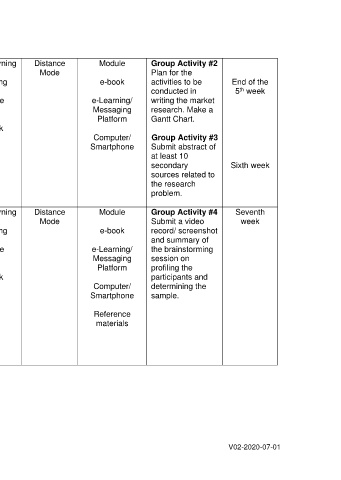 Distance
Mode
Module
e-book
e-Learning/
Messaging
Platform
Computer/
Smartphone
Group Activity #2
Plan for the
activities to be
conducted in
writing the market
research. Make a
Gantt Chart.
Group Activity #3
Submit abstract of
at least 10
secondary
sources related to
the research
problem.
End of the
5th week
Sixth week
Distance
Mode
Module
e-book
e-Learning/
Messaging
Platform
Computer/
Smartphone
Reference
materials
Group Activity #4
Submit a video
record/ screenshot
and summary of
the brainstorming
session on
profiling the
participants and
determining the
sample.
Seventh
week
V02-2020-07-01